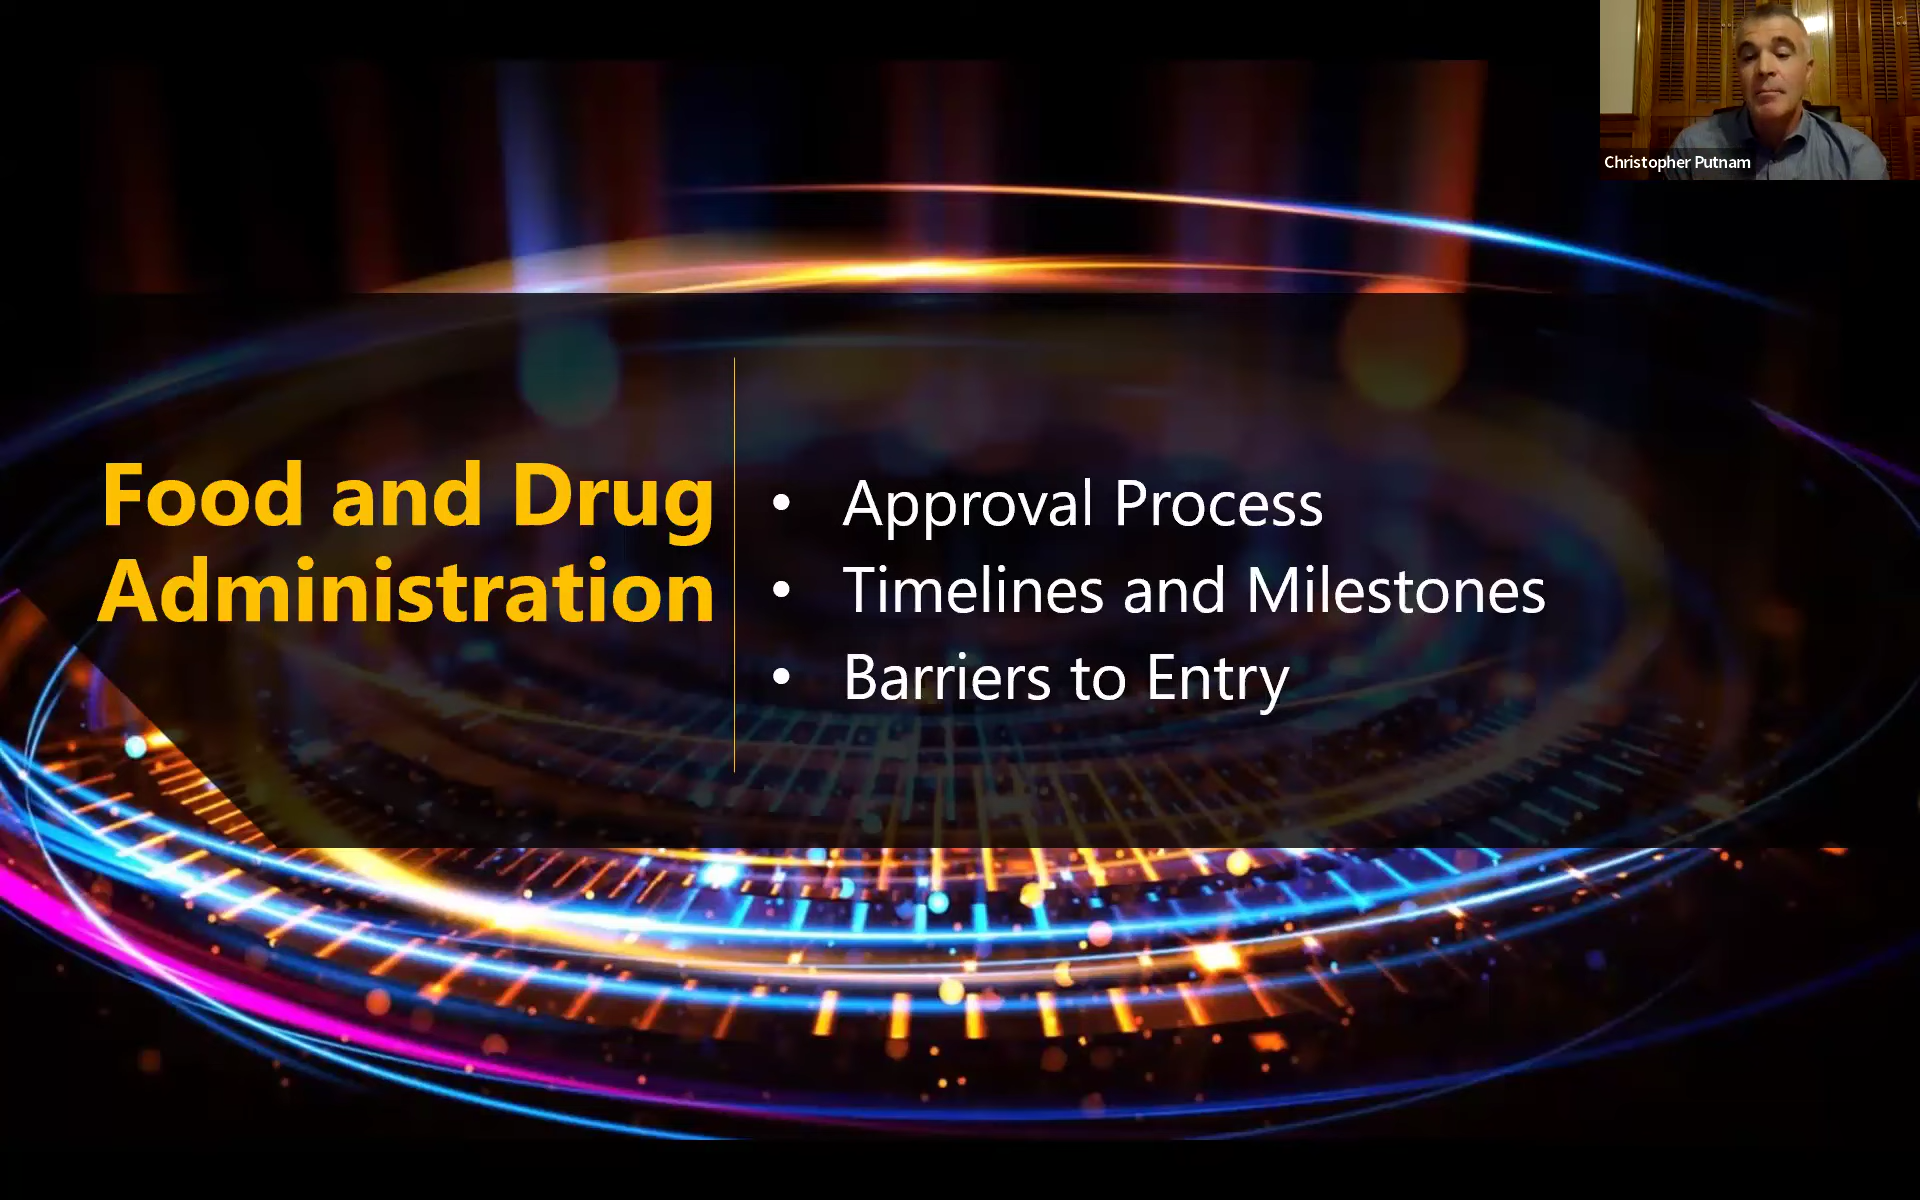 Christopher Putnam
Food and Drug
Administration
• Approval Process
• Timelines and Milestones
• Barriers to Entry